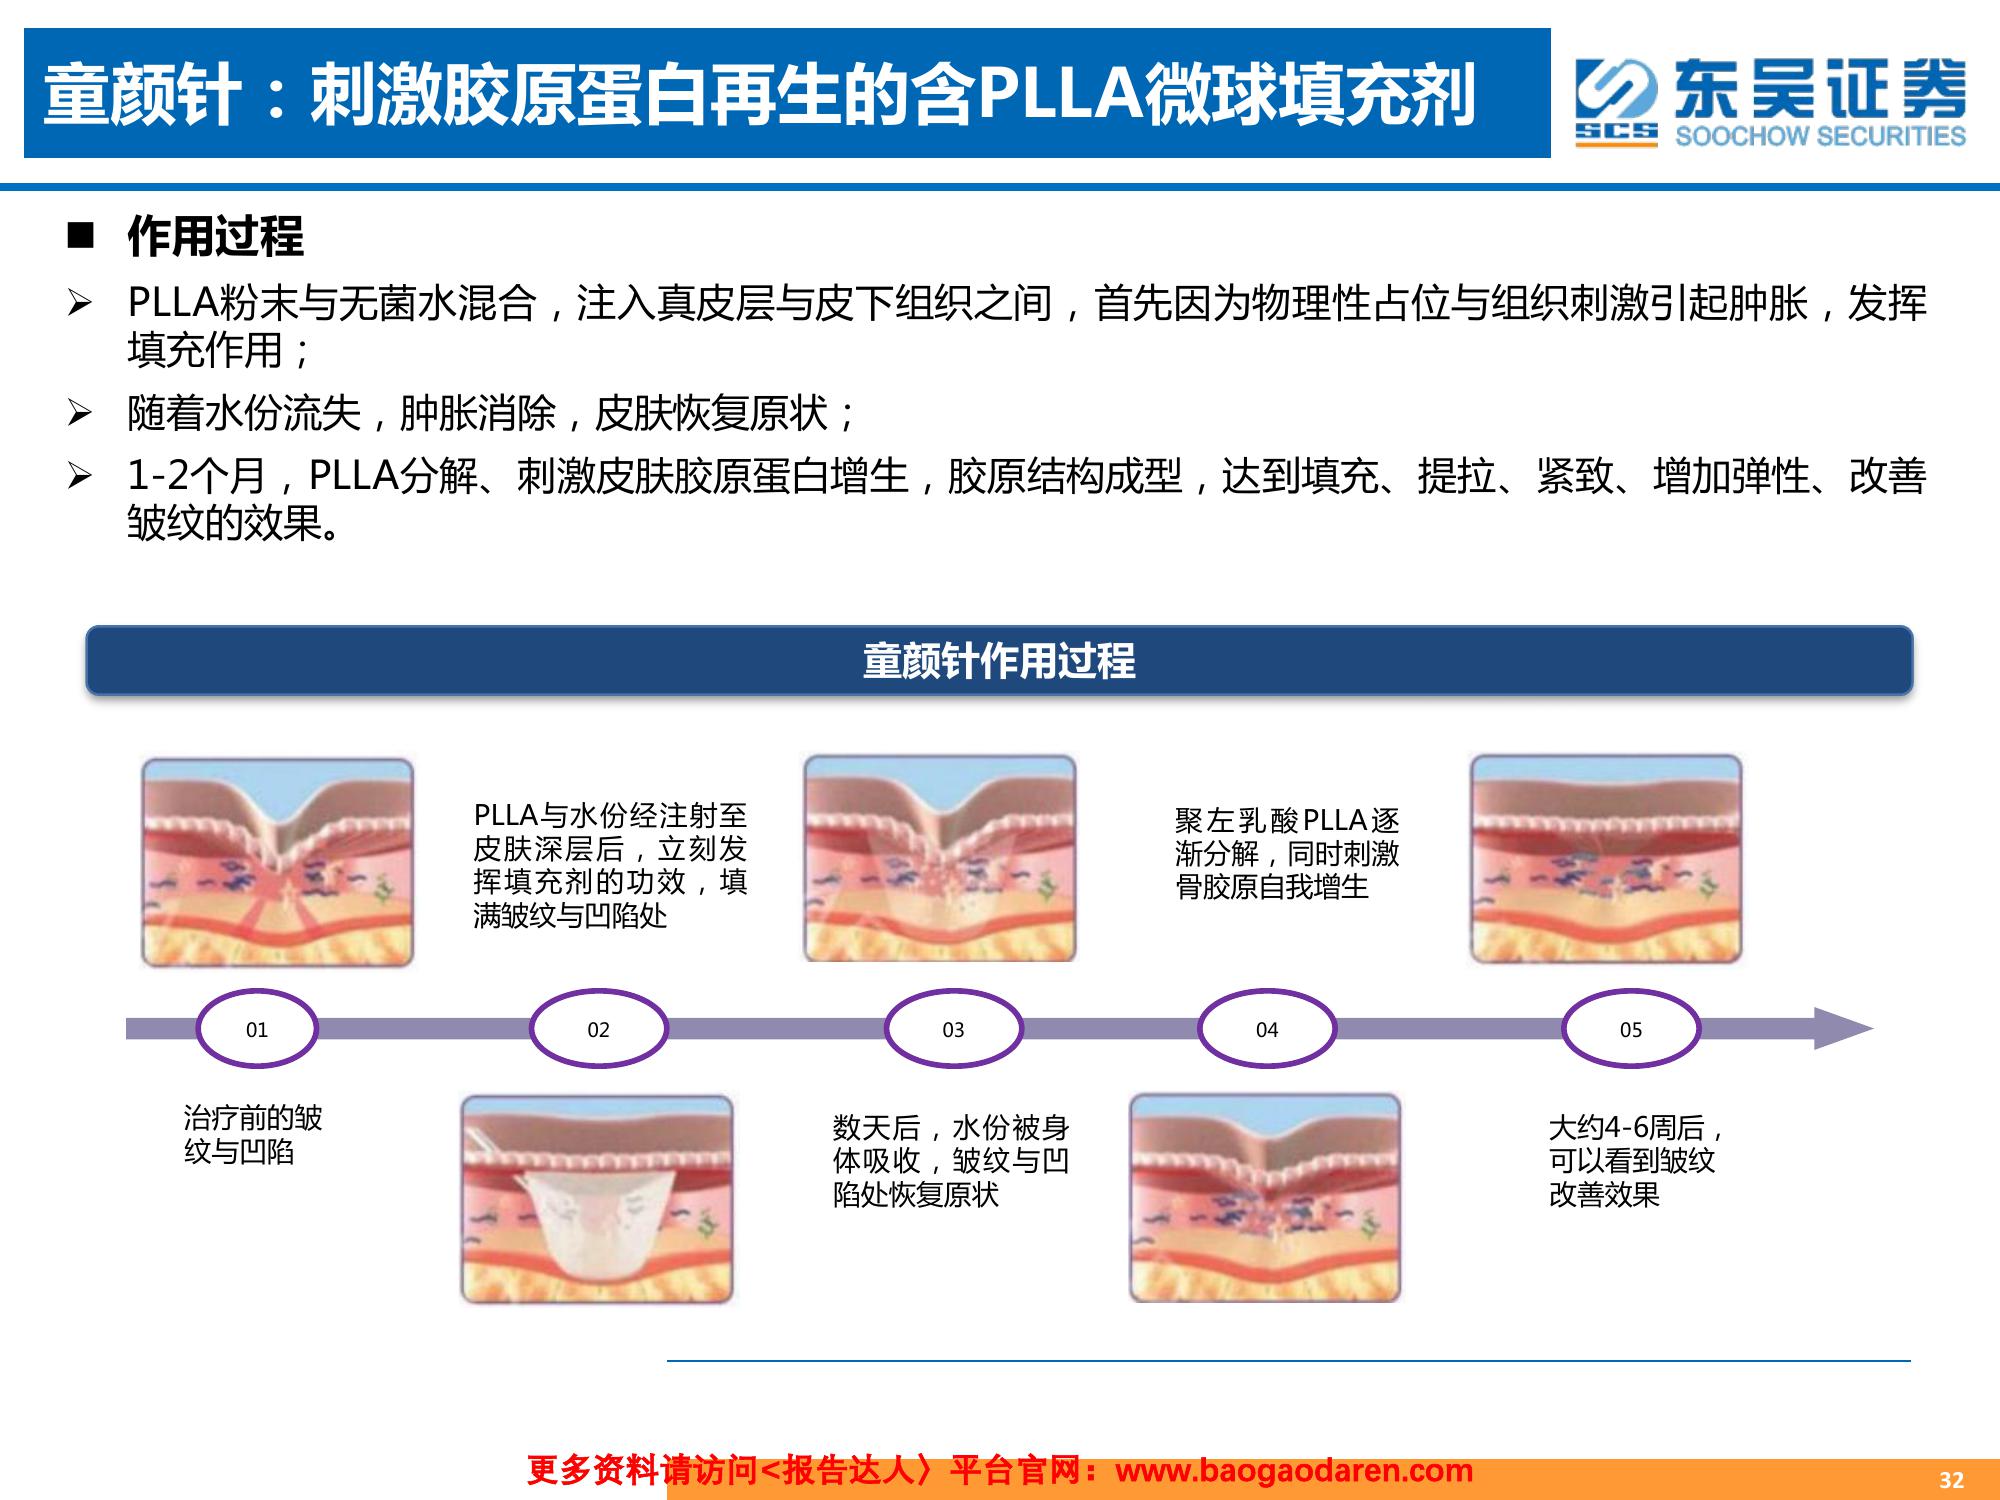 童颜针：刺激胶原蛋白再生的含PLLA微球填充剂
SCS
东吴证券
SOOCHOW SECURITIES
■ 作用过程
➢ PLLA粉末与无菌水混合，注入真皮层与皮下组织之间，首先因为物理性占位与组织刺激引起肿胀，发挥
填充作用；
➢ 随着水份流失，肿胀消除，皮肤恢复原状；
➢ 1-2个月，PLLA分解、刺激皮肤胶原蛋白增生，胶原结构成型，达到填充、提拉、紧致、增加弹性、改善
皱纹的效果。
童颜针作用过程
PLLA与水份经注射至
皮肤深层后，立刻发
挥填充剂的功效，填
满皱纹与凹陷处
聚左乳酸PLLA逐
渐分解，同时刺激
骨胶原自我增生
01
02
03
04
05
治疗前的皱
纹与凹陷
数天后，水份被身
体吸收，皱纹与凹
陷处恢复原状
大约4-6周后，
可以看到皱纹
改善效果
更多资料请访问<报告达人〉平台官网：www.baogaodaren.com
32